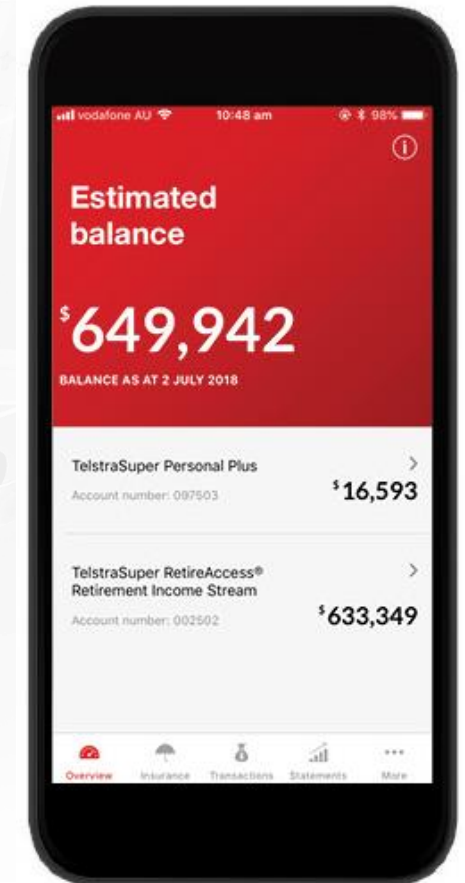 vodafone AU 10:48 am 98%
Estimated
balance
$649,942
BALANCE AS AT 2 JULY 2018
TelstraSuper Personal Plus
Account number: 097503
$16,593
TelstraSuper RetireAccess®
Retirement Income Stream
Account number: 002502
$633,349
Overview Insurance Transactions Statements More